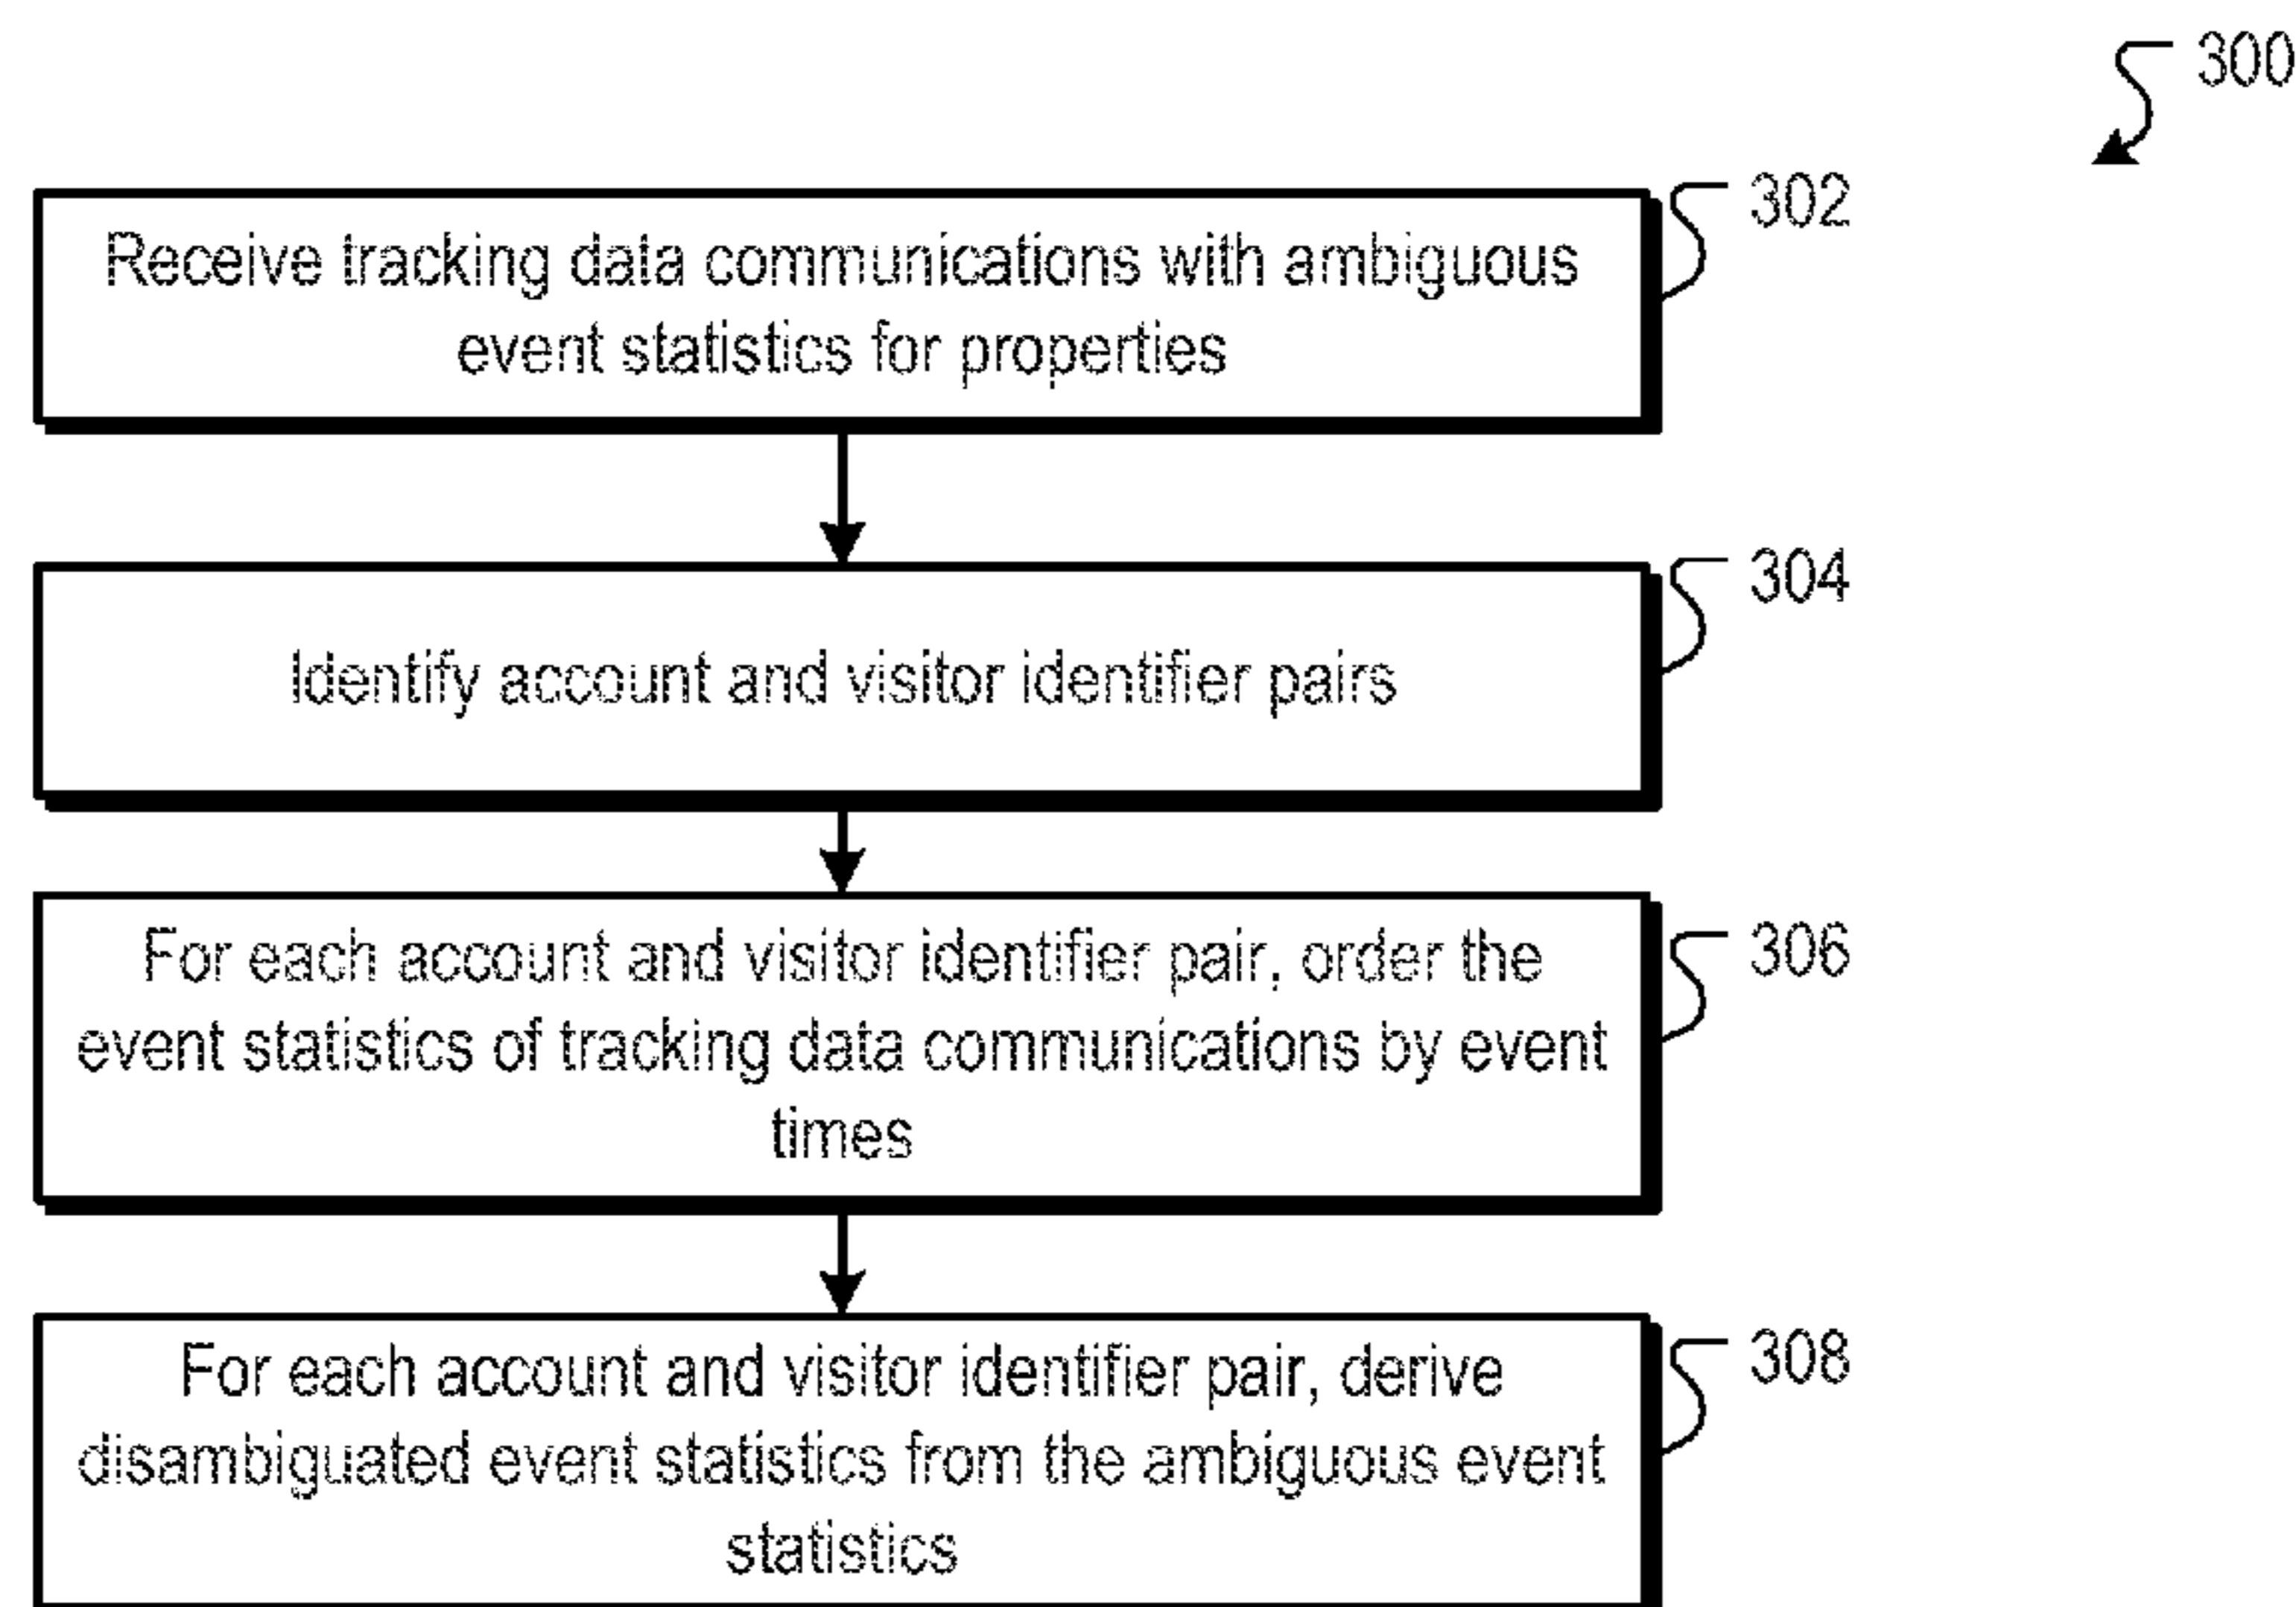 300
302
Receive tracking data communications with ambiguous
event statistics for properties
304
Identify account and visitor identifier pairs
306
For each account and visitor identifier pair, order the
event statistics of tracking data communications by event
times
308
For each account and visitor identifier pair, derive
disambiguated event statistics from the ambiguous event
statistics